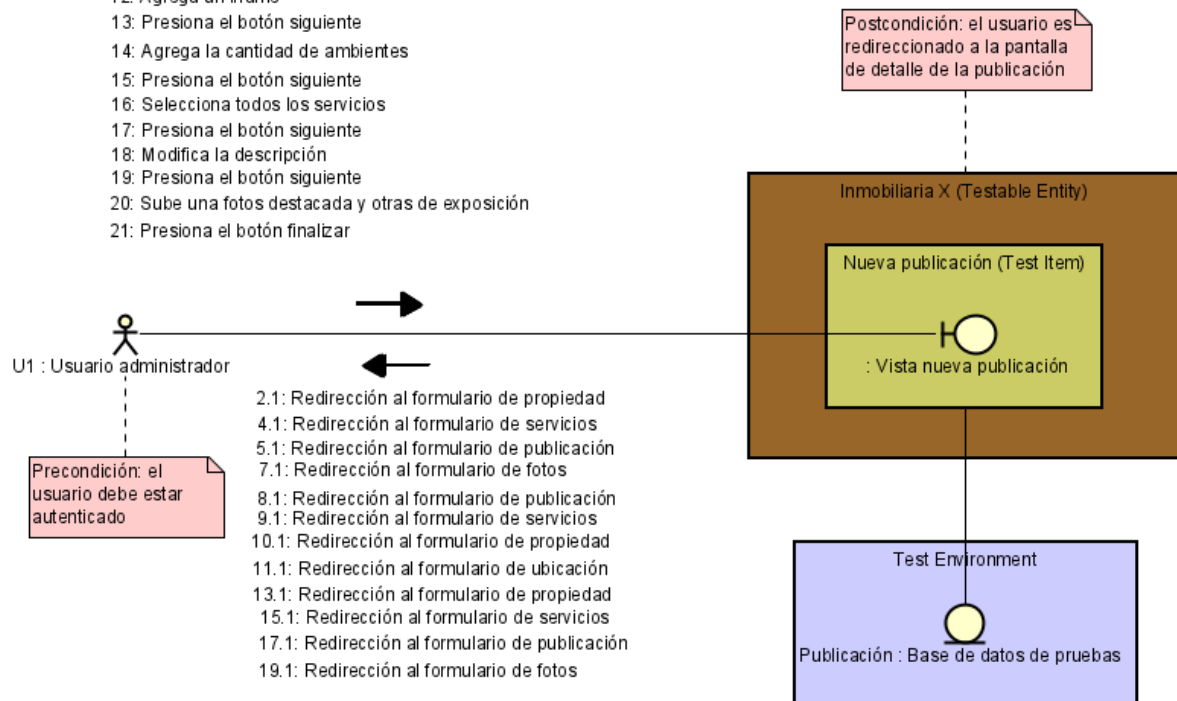 13: Presiona el botón siguiente
14: Agrega la cantidad de ambientes
15: Presiona el botón siguiente
16: Selecciona todos los servicios
17: Presiona el botón siguiente
18: Modifica la descripción
19: Presiona el botón siguiente
20: Sube una fotos destacada y otras de exposición
21: Presiona el botón finalizar
Postcondición: el usuario es
redireccionado a la pantalla
de detalle de la publicación
Inmobiliaria X (Testable Entity)
Nueva publicación (Test Item)
: Vista nueva publicación
U1 : Usuario administrador
Precondición: el
usuario debe estar
autenticado
2.1: Redirección al formulario de propiedad
4.1: Redirección al formulario de servicios
5.1: Redirección al formulario de publicación
7.1: Redirección al formulario de fotos
8.1: Redirección al formulario de publicación
9.1: Redirección al formulario de servicios
10.1: Redirección al formulario de propiedad
11.1: Redirección al formulario de ubicación
13.1: Redirección al formulario de propiedad
15.1: Redirección al formulario de servicios
17.1: Redirección al formulario de publicación
19.1: Redirección al formulario de fotos
Test Environment
Publicación : Base de datos de pruebas